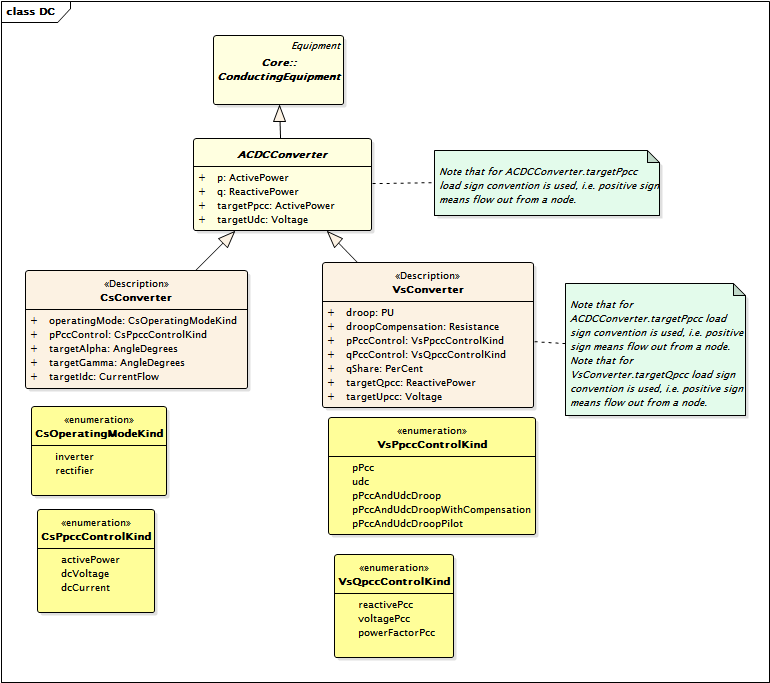 class DC
Equipment
Core::
ConductingEquipment
ACDCConverter
+ p: ActivePower
+ q: ReactivePower
+ targetPpcc: ActivePower
+ targetUdc: Voltage
Note that for ACDCConverter.targetPpcc
load sign convention is used, i.e. positive sign
means flow out from a node.
«Description»
CsConverter
+ operatingMode: CsOperatingModeKind
+ pPccControl: CsPpccControlKind
+ targetAlpha: AngleDegrees
+ targetGamma: AngleDegrees
+ targetIdc: CurrentFlow
«Description»
VsConverter
+ droop: PU
+ droopCompensation: Resistance
+ pPccControl: VsPpccControlKind
+ qPccControl: VsQpccControlKind
+ qShare: PerCent
+ targetQpcc: ReactivePower
+ targetUpcc: Voltage
Note that for
ACDCConverter.targetPpcc load
sign convention is used, i.e. positive
sign means flow out from a node.
Note that for
VsConverter.targetQpcc load sign
convention is used, i.e. positive sign
means flow out from a node.
«enumeration»
CsOperatingModeKind
inverter
rectifier
«enumeration»
VsPpccControlKind
pPcc
udc
pPccAndUdcDroop
pPccAndUdcDroopWithCompensation
pPccAndUdcDroopPilot
«enumeration»
CsPpccControlKind
activePower
dcVoltage
dcCurrent
«enumeration»
VsQpccControlKind
reactivePcc
voltagePcc
powerFactorPcc